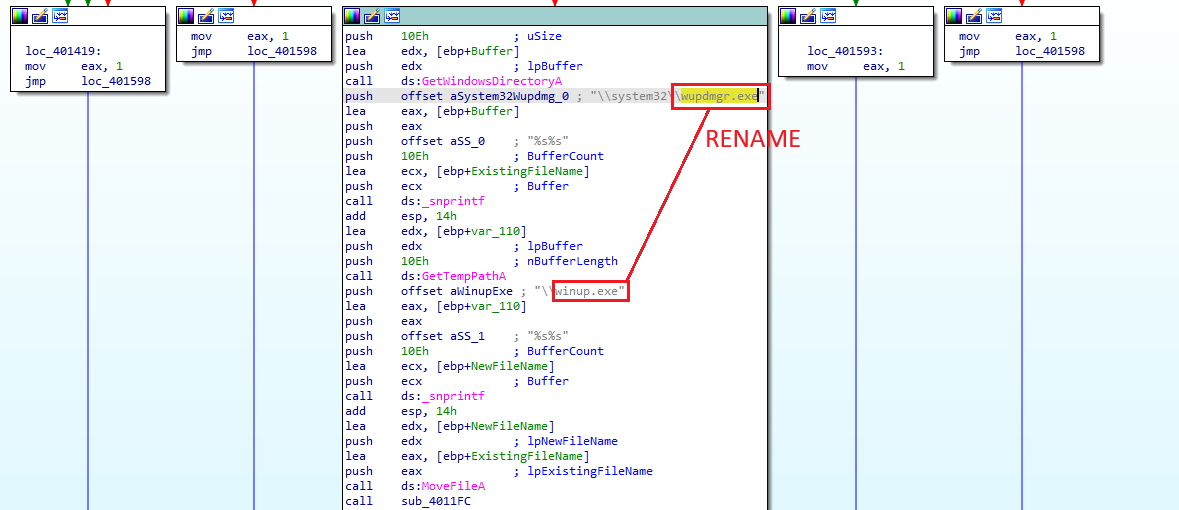 loc_401419:
mov eax, 1
jmp loc_401598
mov eax, 1
jmp loc_401598
push 10Eh ; uSize
lea edx, [ebp+Buffer]
push edx ; lpBuffer
call ds:GetWindowsDirectoryA
push offset aSystem32Wupdmg_0 ; "\\system32\\wupdmgr.exe"
lea eax, [ebp+Buffer]
push eax
push offset aSS_0 ; "%s%s"
push 10Eh ; BufferCount
lea ecx, [ebp+ExistingFileName]
push ecx ; Buffer
call ds:_snprintf
add esp, 14h
lea edx, [ebp+var_110]
push edx ; lpBuffer
push 10Eh ; nBufferLength
call ds:GetTempPathA
push offset aWinupExe ; "\\winup.exe"
lea eax, [ebp+var_110]
push eax
push offset aSS_1 ; "%s%s"
push 10Eh ; BufferCount
lea ecx, [ebp+NewFileName]
push ecx ; Buffer
call ds:_snprintf
add esp, 14h
lea edx, [ebp+NewFileName]
push edx ; lpNewFileName
lea eax, [ebp+ExistingFileName]
push eax ; lpExistingFileName
call ds:MoveFileA
call sub_4011FC
RENAME
loc_401593:
mov eax, 1
mov eax, 1
jmp loc_401598